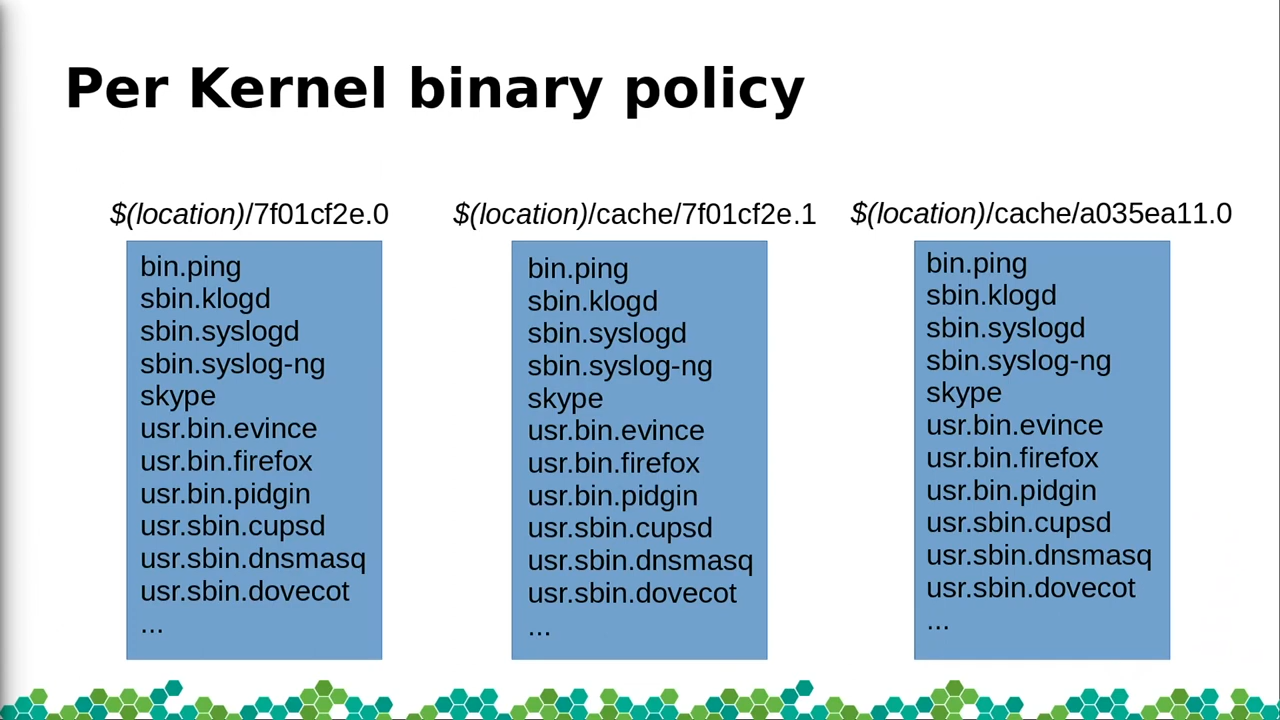 Per Kernel binary policy
$(location)/7f01cf2e.0
bin.ping
sbin.klogd
sbin.syslogd
sbin.syslog-ng
skype
usr.bin.evince
usr.bin.firefox
usr.bin.pidgin
usr.sbin.cupsd
usr.sbin.dnsmasq
usr.sbin.dovecot
...
$(location)/cache/7f01cf2e.1
bin.ping
sbin.klogd
sbin.syslogd
sbin.syslog-ng
skype
usr.bin.evince
usr.bin.firefox
usr.bin.pidgin
usr.sbin.cupsd
usr.sbin.dnsmasq
usr.sbin.dovecot
...
$(location)/cache/a035ea11.0
bin.ping
sbin.klogd
sbin.syslogd
sbin.syslog-ng
skype
usr.bin.evince
usr.bin.firefox
usr.bin.pidgin
usr.sbin.cupsd
usr.sbin.dnsmasq
usr.sbin.dovecot
...